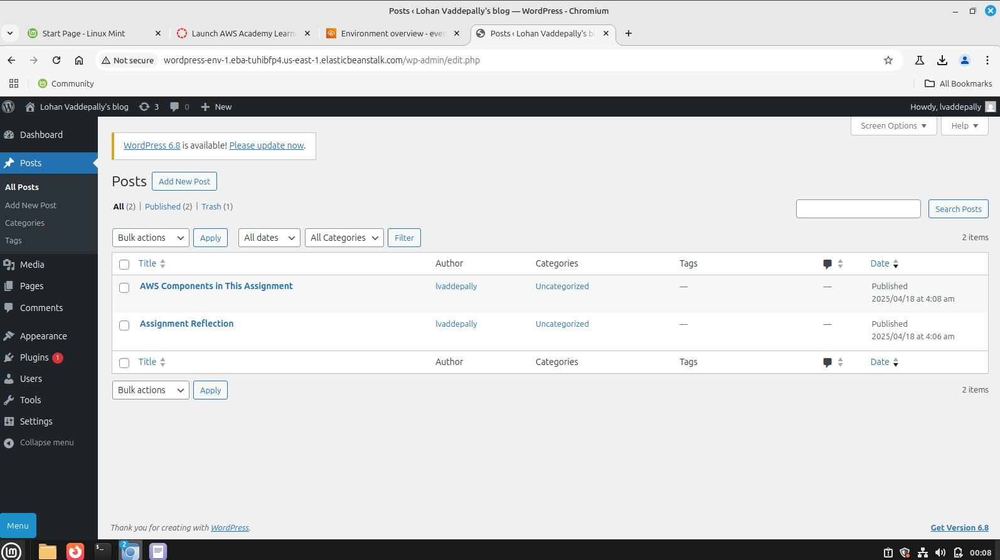 Posts ‹ Lohan Vaddepally's blog — WordPress - Chromium
Start Page - Linux Mint
Launch AWS Academy Learne
Environment overview - even
Posts ‹ Lohan Vaddepally's bl
Not secure
wordpress-env-1.eba-tuhibfp4.us-east-1.elasticbeanstalk.com/wp-admin/edit.php
Community
All Bookmarks
Lohan Vaddepally's blog
3
0
New
Howdy, lvaddepally
Dashboard
Posts
All Posts
Add New Post
Categories
Tags
Media
Pages
Comments
Appearance
Plugins 1
Users
Tools
Settings
Collapse menu
Menu
Screen Options
Help
WordPress 6.8 is available! Please update now.
Posts
Add New Post
All (2) | Published (2) | Trash (1)
Search Posts
Bulk actions
Apply
All dates
All Categories
Filter
2 items
Title
Author
Categories
Tags
Date
AWS Components in This Assignment
lvaddepally
Uncategorized
—
—
Published
2025/04/18 at 4:08 am
Assignment Reflection
lvaddepally
Uncategorized
—
—
Published
2025/04/18 at 4:06 am
Title
Author
Categories
Tags
Date
Bulk actions
Apply
2 items
Thank you for creating with WordPress.
Get Version 6.8
2
00:08